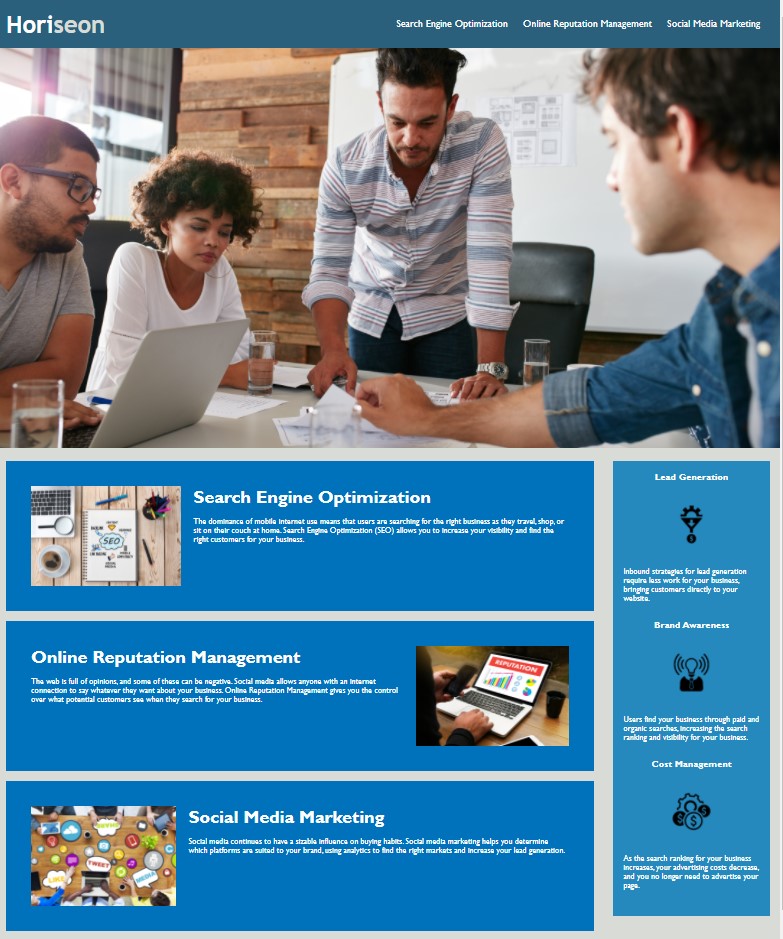 Horiseon
Search Engine Optimization Online Reputation Management Social Media Marketing
Search Engine Optimization
The dominance of mobile internet use means that users are searching for the right business as they travel, shop, or
sit on their couch at home. Search Engine Optimization (SEO) allows you to increase your visibility and find the
right customers for your business.
SEO
Online Reputation Management
The web is full of opinions, and some of these can be negative. Social media allows anyone with an internet
connection to say whatever they want about your business. Online Reputation Management gives you the control
over what potential customers see when they search for your business.
REPUTATION
Social Media Marketing
Social media continues to have a sizable influence on buying habits. Social media marketing helps you determine
which platforms are suited to your brand, using analytics to find the right markets and increase your lead generation.
TWEET
LIKE
MEDIA
Lead Generation
Inbound strategies for lead generation
require less work for your business,
bringing customers directly to your
website.
Brand Awareness
Users find your business through paid and
organic searches, increasing the search
ranking and visibility for your business.
Cost Management
As the search ranking for your business
increases, your advertising costs decrease,
and you no longer need to advertise your
page.